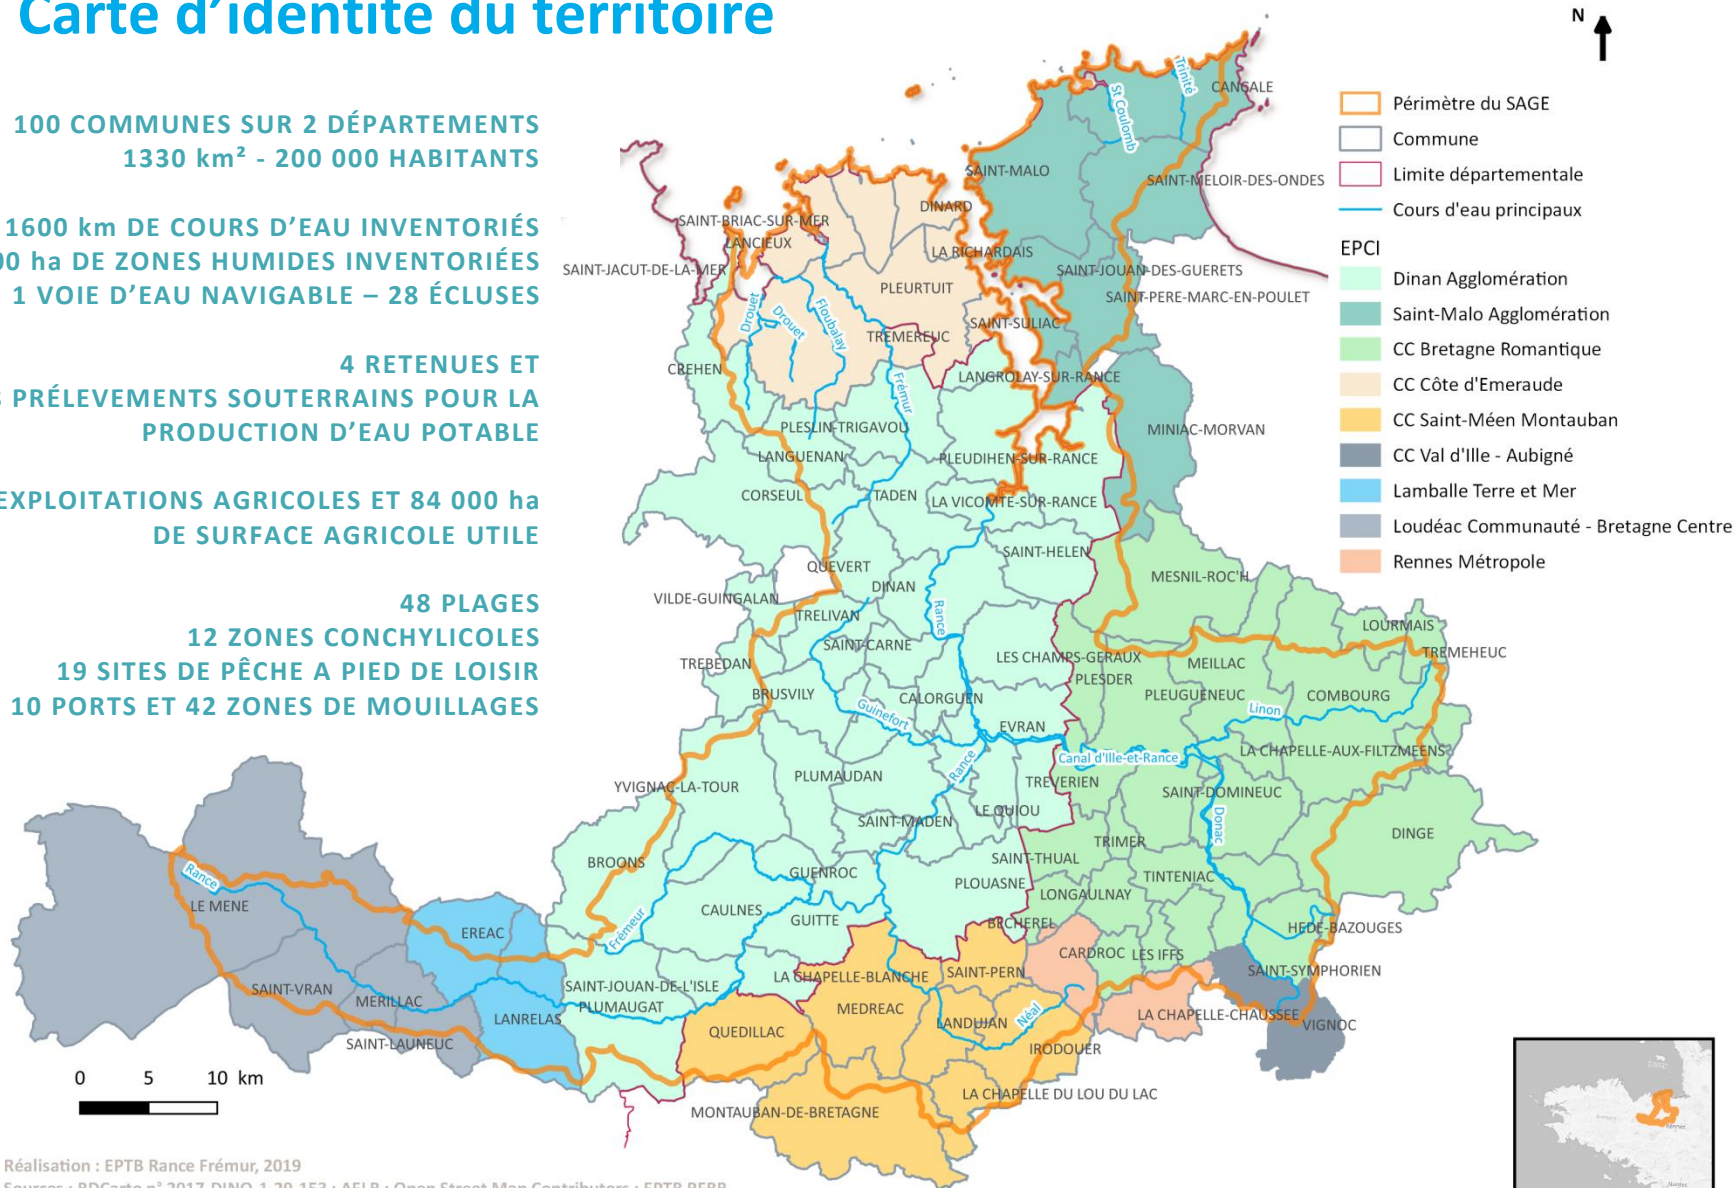 Carte d'identité du territoire
100 COMMUNES SUR 2 DÉPARTEMENTS
1330 km² - 200 000 HABITANTS
1600 km DE COURS D'EAU INVENTORIÉS
ha DE ZONES HUMIDES INVENTORIÉES
1 VOIE D'EAU NAVIGABLE – 28 ÉCLUSES
4 RETENUES ET
PRÉLEVEMENTS SOUTERRAINS POUR LA
PRODUCTION D'EAU POTABLE
EXPLOITATIONS AGRICOLES ET 84 000 ha
DE SURFACE AGRICOLE UTILE
48 PLAGES
12 ZONES CONCHYLICOLES
19 SITES DE PÊCHE A PIED DE LOISIR
10 PORTS ET 42 ZONES DE MOUILLAGES
N
Périmètre du SAGE
Commune
Limite départementale
Cours d'eau principaux
EPCI
Dinan Agglomération
Saint-Malo Agglomération
CC Bretagne Romantique
CC Côte d'Emeraude
CC Saint-Méen Montauban
CC Val d'Ille - Aubigné
Lamballe Terre et Mer
Loudéac Communauté - Bretagne Centre
Rennes Métropole
Trinité
CANCALE
St Coulomb
SAINT-MALO
SAINT-MELOIR-DES-ONDES
DINARD
SAINT-BRIAC-SUR-MER
LANCIEUX
LA RICHARDAIS
SAINT-JACUT-DE-LA-MER
SAINT-JOUAN-DES-GUERETS
PLEURTUIT
SAINT-PERE-MARC-EN-POULET
Drouet
Drouet
Floubalay
SAINT-SULIAC
TREMEREUC
CREHEN
Frémur
LANGROLAY-SUR-RANCE
PLESLIN-TRIGAVOU
MINIAC-MORVAN
LANGUENAN
PLEUDIHEN-SUR-RANCE
CORSEUL
TADEN
LA VICOMTE-SUR-RANCE
SAINT-HELEN
QUEVERT
DINAN
MESNIL-ROC'H
VILDE-GUINGALAN
TRELIVAN
Rance
LOURMAIS
SAINT-CARNE
TREMEHEUC
TREBEDAN
LES CHAMPS-GERAUX
MEILLAC
PLESDER
BRUSVILY
CALORGUEN
PLEUGUENEUC
COMBOURG
Guinefort
Linon
EVRAN
LA CHAPELLE-AUX-FILTZMEENS
Canal d'Ille-et-Rance
Rance
PLUMAUDAN
TREVERIEN
YVIGNAC-LA-TOUR
SAINT-DOMINEUC
LE QUIOU
SAINT-MADEN
Donac
DINGE
TRIMER
BROONS
SAINT-THUAL
GUENROC
TINTENIAC
Rance
PLOUASNE
LONGAULNAY
LE MENE
CAULNES
GUITTE
Frémeur
BECHEREL
HEDE-BAZOUGES
EREAC
CARDROC
LES IFFS
LA CHAPELLE-BLANCHE
SAINT-PERN
SAINT-SYMPHORIEN
SAINT-VRAN
SAINT-JOUAN-DE-L'ISLE
MERILLAC
PLUMAUGAT
MEDREAC
LANRELAS
LANDUJAN
Néal
LA CHAPELLE-CHAUSSEE
VIGNOC
QUEDILLAC
SAINT-LAUNEUC
IRODOUER
LA CHAPELLE DU LOU DU LAC
MONTAUBAN-DE-BRETAGNE
0 5 10 km
Rennes
Nantes
Réalisation : EPTB Rance Frémur, 2019